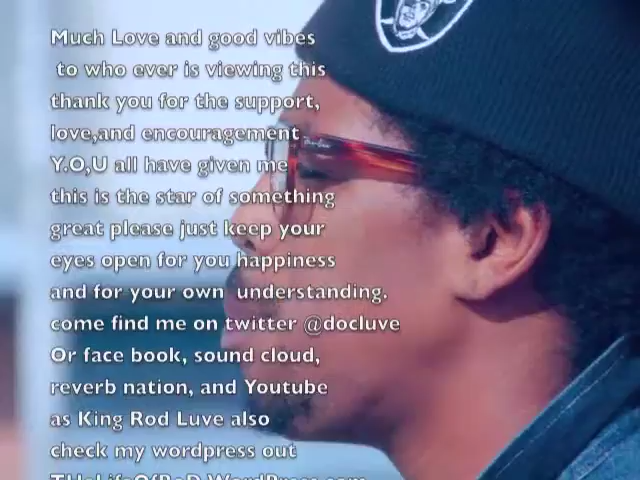 Much Love and good vibes
to who ever is viewing this
thank you for the support,
love,and encouragement
Y.O,U all have given me
this is the star of something
great please just keep your
eyes open for you happiness
and for your own understanding.
come find me on twitter @docluve
Or face book, sound cloud,
reverb nation, and Youtube
as King Rod Luve also
check my wordpress out
THeLifeOfRoD.WordPress.com